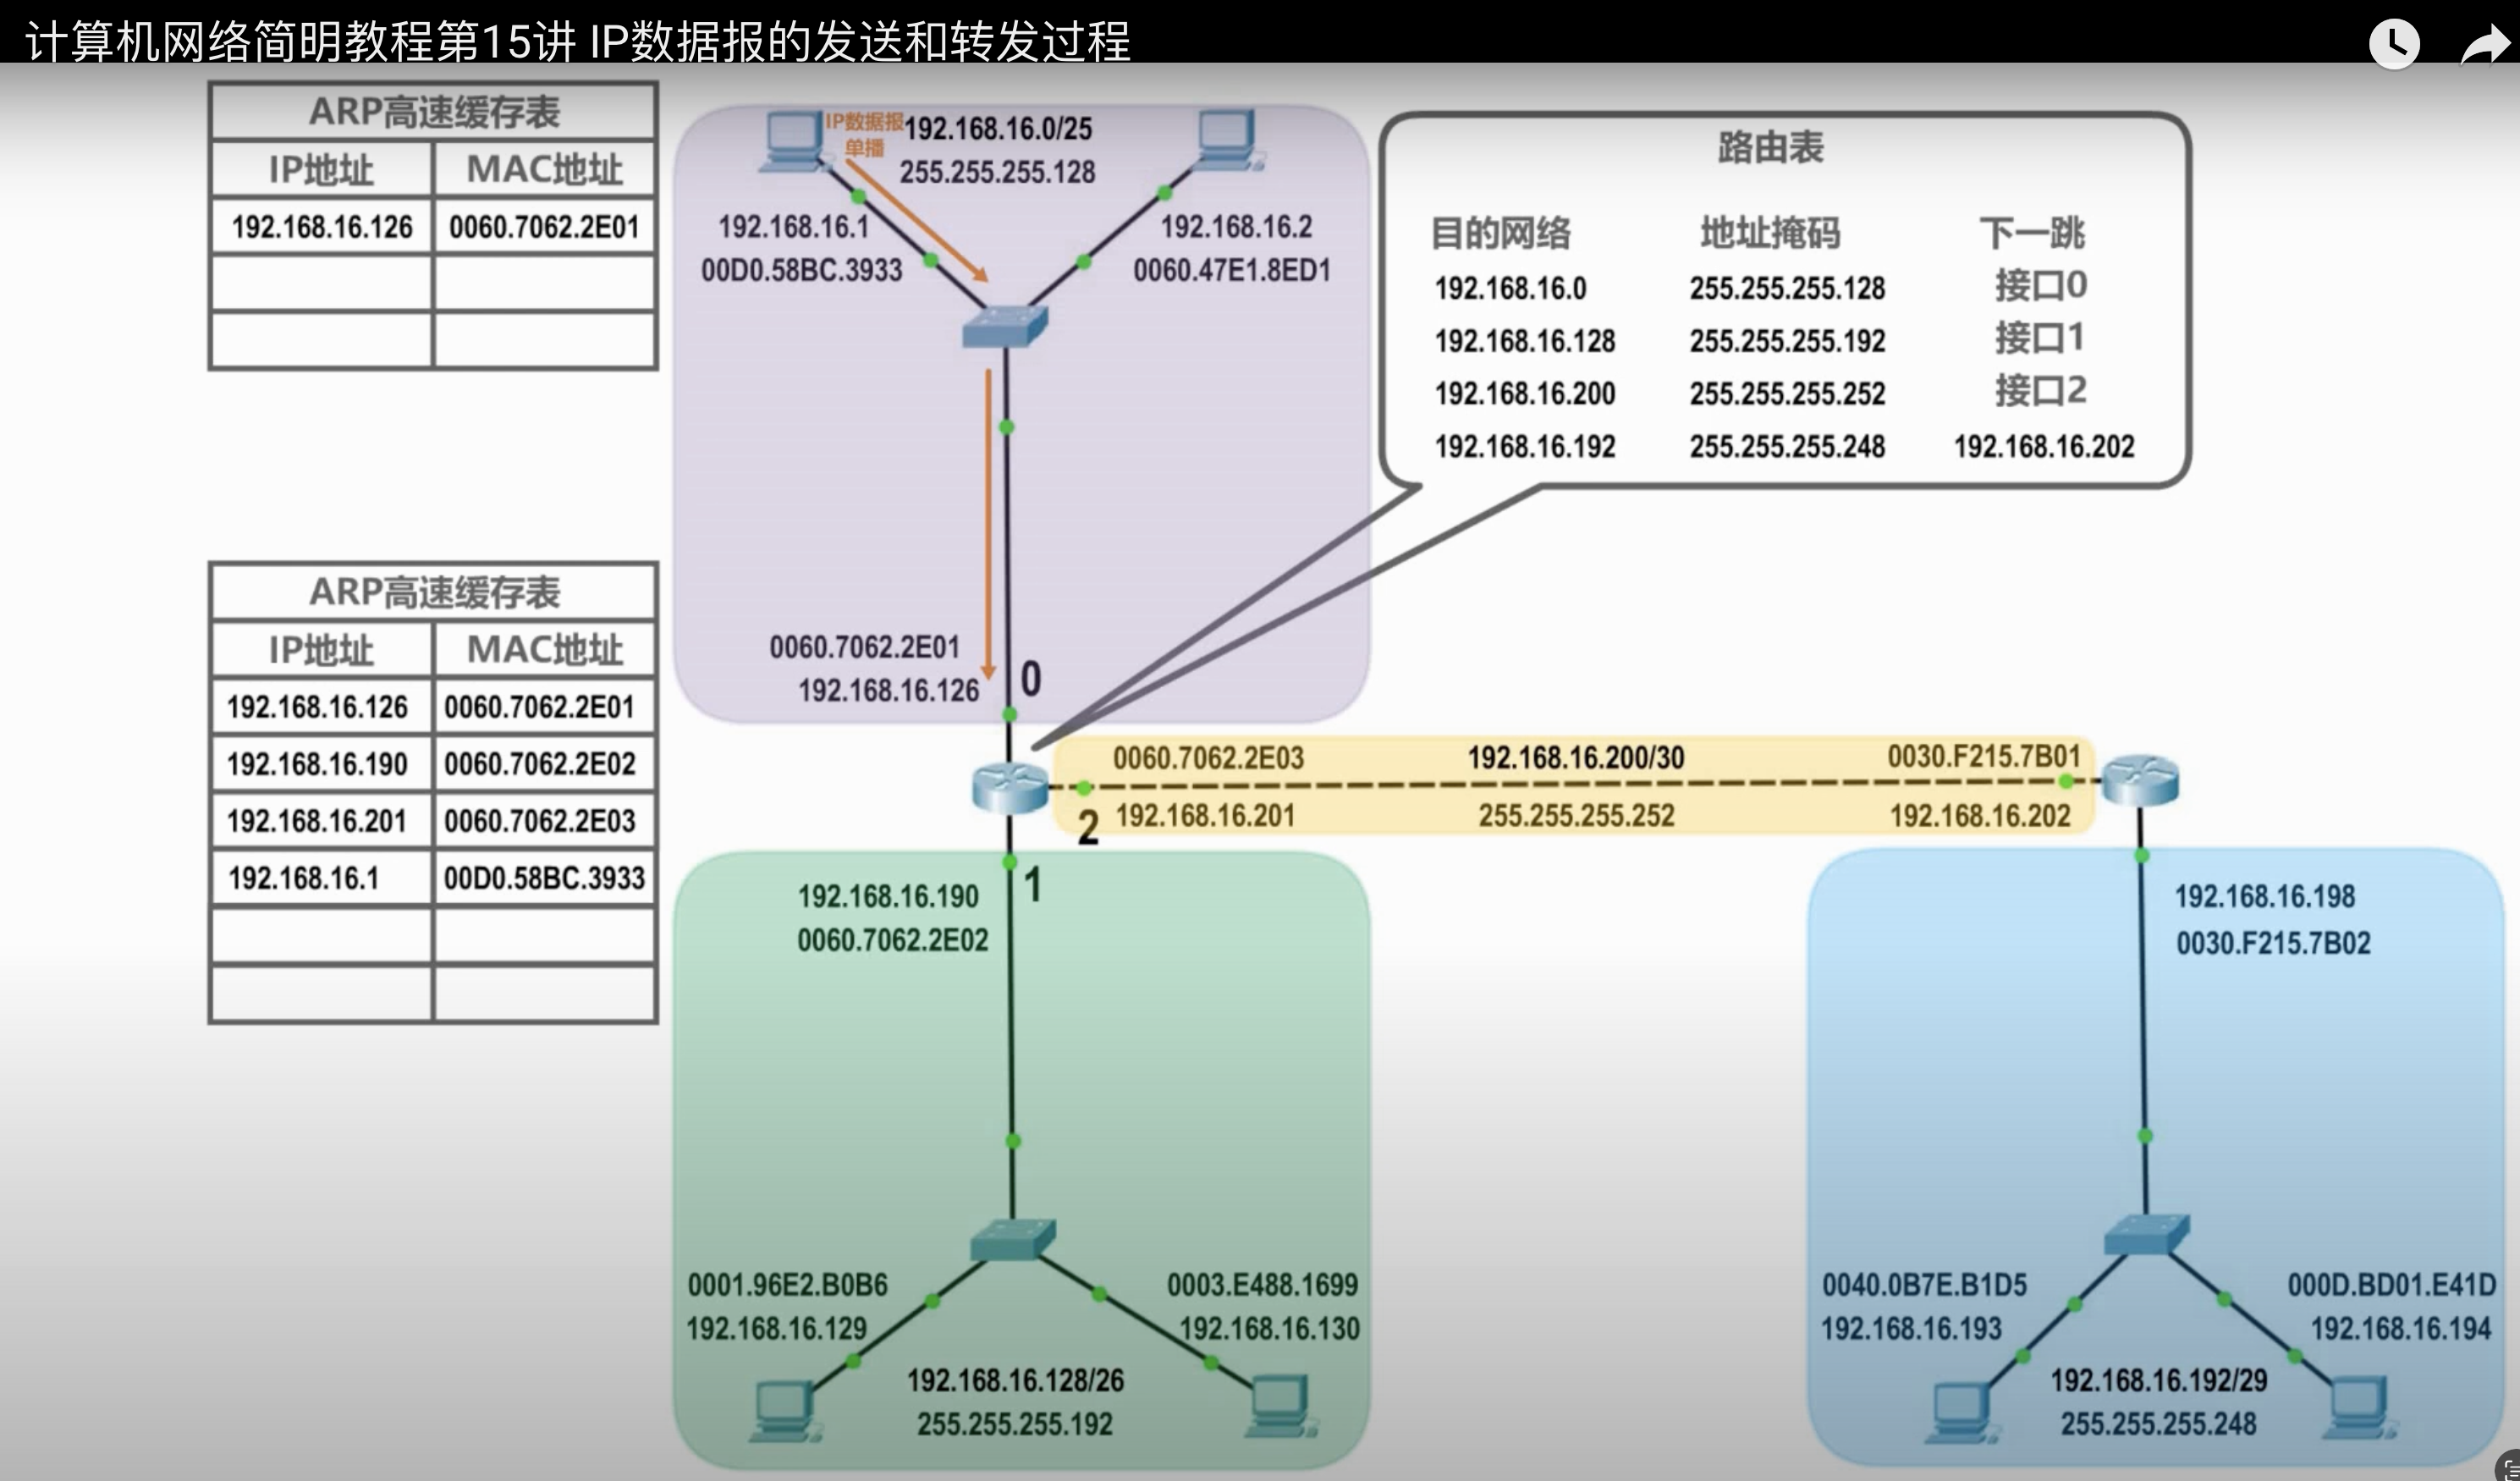 计算机网络简明教程第15讲 IP数据报的发送和转发过程
ARP高速缓存表
IP地址 MAC地址
192.168.16.126 0060.7062.2E01
ARP高速缓存表
IP地址 MAC地址
192.168.16.126 0060.7062.2E01
192.168.16.190 0060.7062.2E02
192.168.16.201 0060.7062.2E03
192.168.16.1 00D0.58BC.3933
IP数据报
单播
192.168.16.0/25
255.255.255.128
192.168.16.1
00D0.58BC.3933
192.168.16.2
0060.47E1.8ED1
0060.7062.2E01
192.168.16.126
0
路由表
目的网络 地址掩码 下一跳
192.168.16.0 255.255.255.128 接口0
192.168.16.128 255.255.255.192 接口1
192.168.16.200 255.255.255.252 接口2
192.168.16.192 255.255.255.248 192.168.16.202
0060.7062.2E03 192.168.16.200/30 0030.F215.7B01
2 192.168.16.201 255.255.255.252 192.168.16.202
1
192.168.16.190
0060.7062.2E02
0001.96E2.B0B6
192.168.16.129
0003.E488.1699
192.168.16.130
192.168.16.128/26
255.255.255.192
192.168.16.198
0030.F215.7B02
0040.0B7E.B1D5
192.168.16.193
000D.BD01.E41D
192.168.16.194
192.168.16.192/29
255.255.255.248